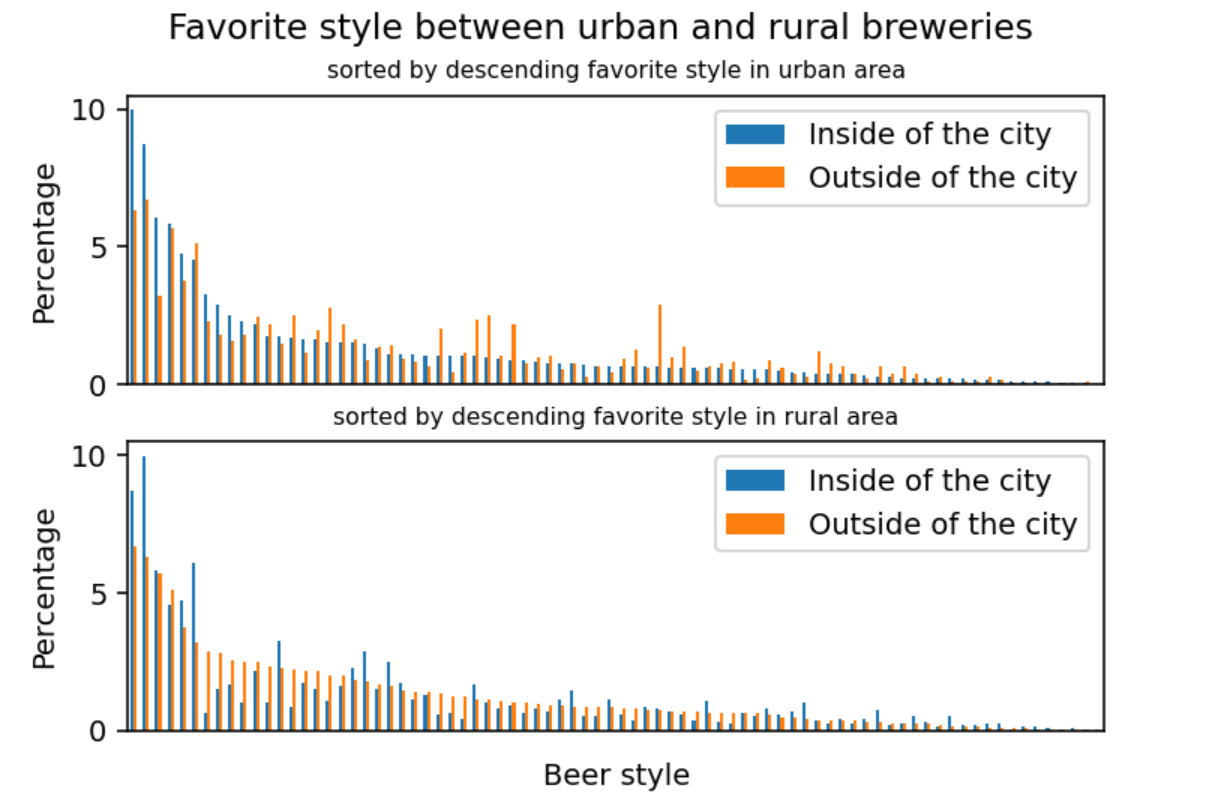 Favorite style between urban and rural breweries
sorted by descending favorite style in urban area
10
5
0
Percentage
Inside of the city
Outside of the city
sorted by descending favorite style in rural area
10
5
0
Percentage
Inside of the city
Outside of the city
Beer style